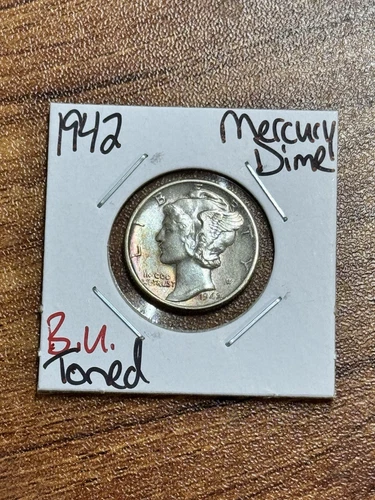 1942
Mercury
Dime
LIBERTY
IN GOD
WE TRUST
B.U.
Toned